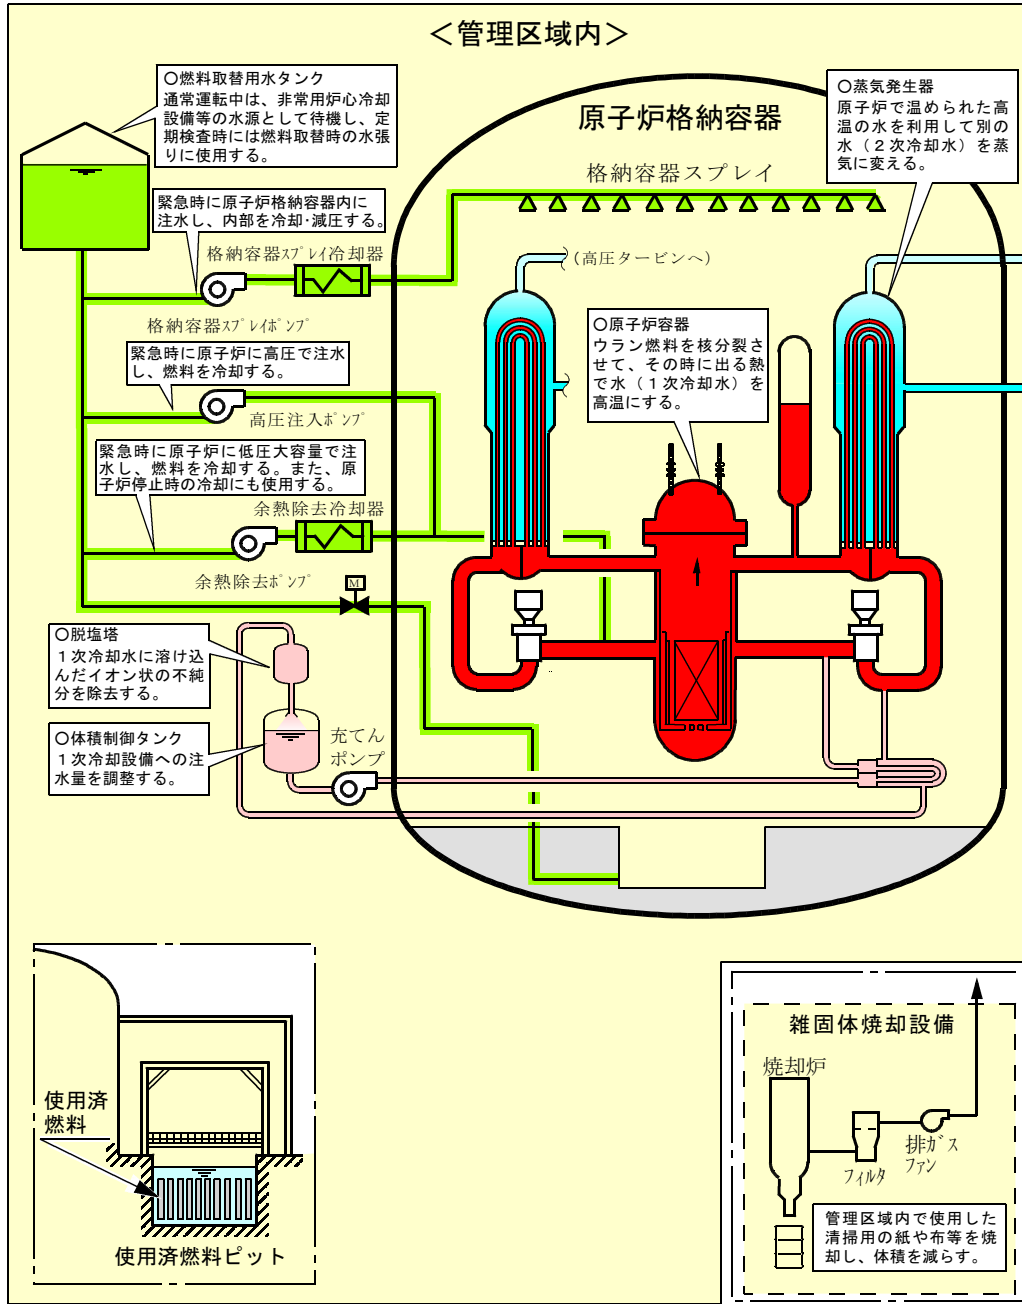 ＜管理区域内＞
○燃料取替用水タンク
通常運転中は、非常用炉心冷却
設備等の水源として待機し、定
期検査時には燃料取替時の水張
りに使用する。
○蒸気発生器
原子炉で温められた高
温の水を利用して別の
水（２次冷却水）を蒸
気に変える。
原子炉格納容器
格納容器スプレイ
緊急時に原子炉格納容器内に
注水し、内部を冷却･減圧する。
格納容器ｽﾌﾟﾚｲ冷却器
（高圧タービンへ）
格納容器ｽﾌﾟﾚｲﾎﾟﾝﾌﾟ
○原子炉容器
ウラン燃料を核分裂さ
せて、その時に出る熱
で水（１次冷却水）を
高温にする。
緊急時に原子炉に高圧で注水
し、燃料を冷却する。
高圧注入ﾎﾟﾝﾌﾟ
緊急時に原子炉に低圧大容量で注
水し、燃料を冷却する。また、原
子炉停止時の冷却にも使用する。
余熱除去冷却器
余熱除去ﾎﾟﾝﾌﾟ
M
○脱塩塔
１次冷却水に溶け込
んだイオン状の不純
分を除去する。
○体積制御タンク
１次冷却設備への注
水量を調整する。
充てん
ポンプ
使用済
燃料
使用済燃料ピット
雑固体焼却設備
焼却炉
ﾌｨﾙﾀ
排ｶﾞｽ
ﾌｧﾝ
管理区域内で使用した
清掃用の紙や布等を焼
却し、体積を減らす。